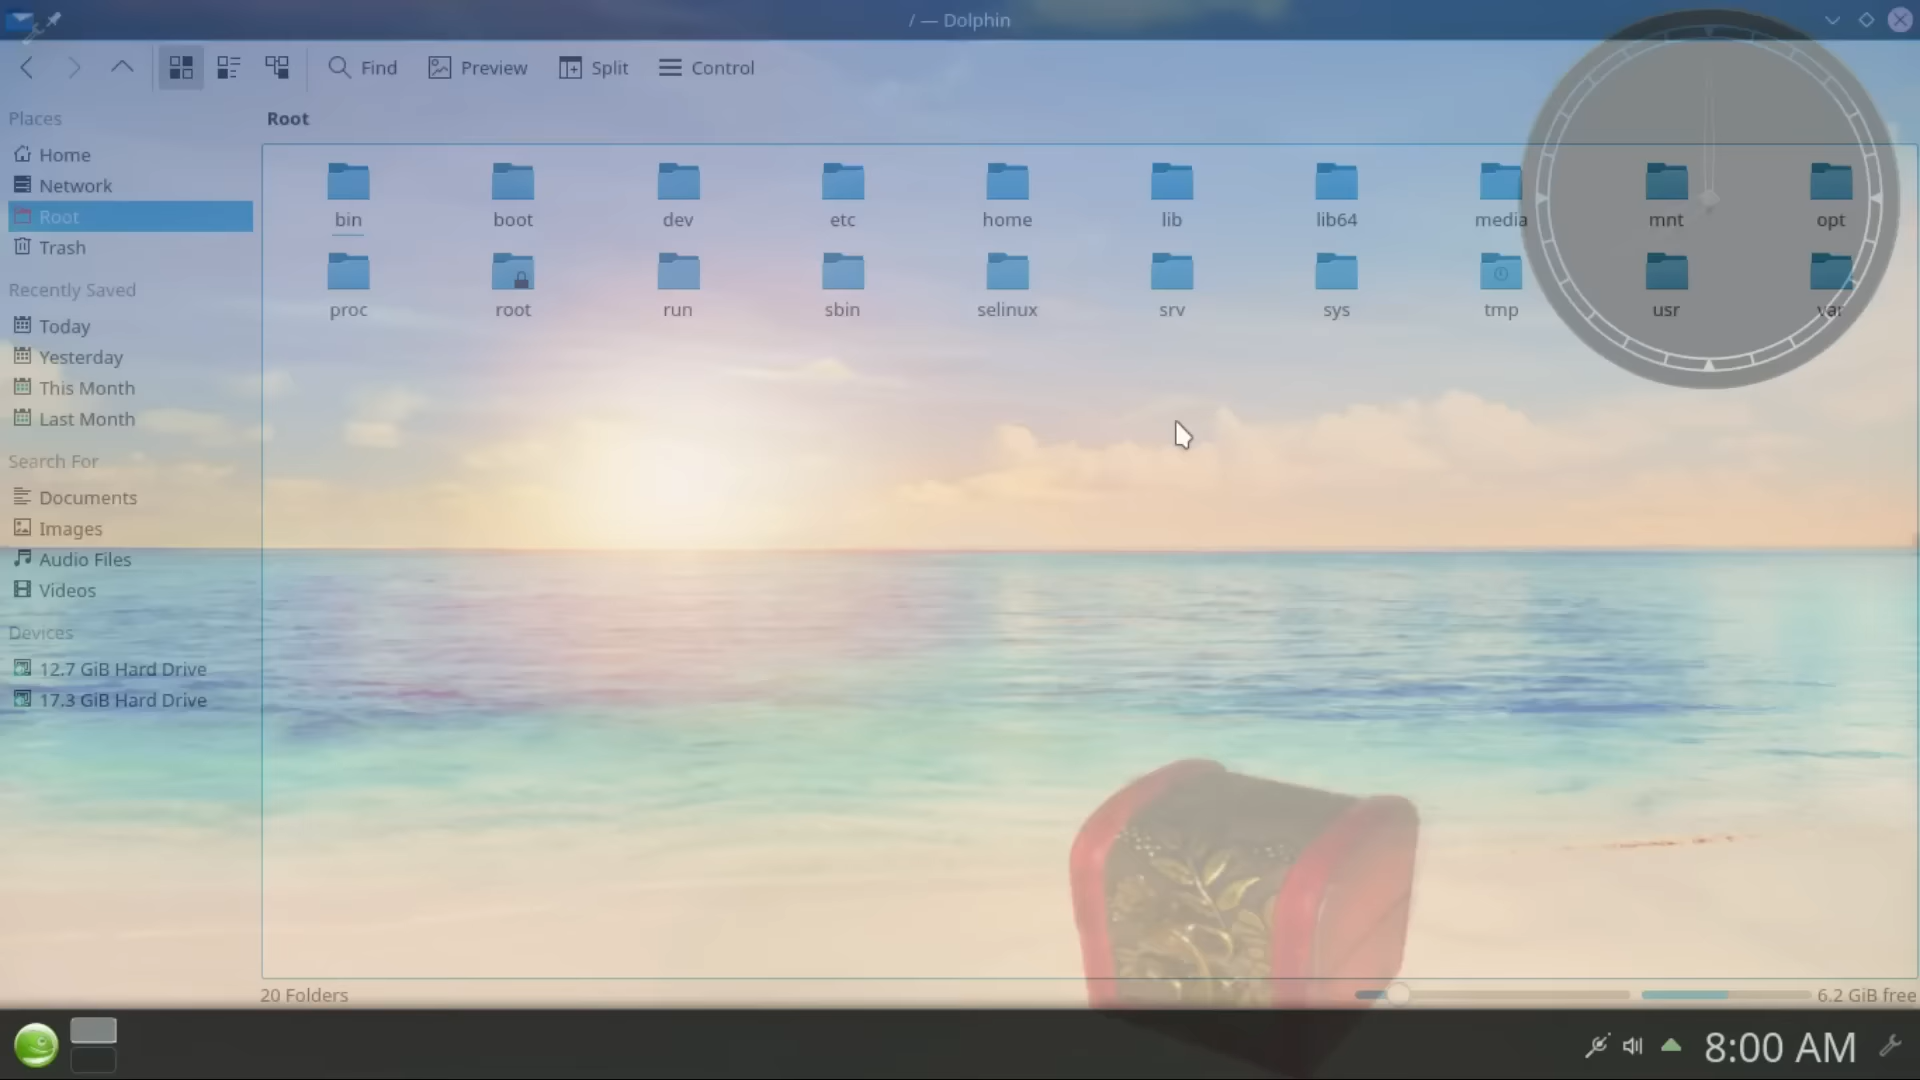 / — Dolphin
Find Preview Split Control
Places
Root
Home
Network
Root
Trash
Recently Saved
Today
Yesterday
This Month
Last Month
Search For
Documents
Images
Audio Files
Videos
Devices
12.7 GiB Hard Drive
17.3 GiB Hard Drive
bin boot dev etc home lib lib64 media mnt opt
proc root run sbin selinux srv sys tmp usr var
20 Folders
6.2 GiB free
8:00 AM